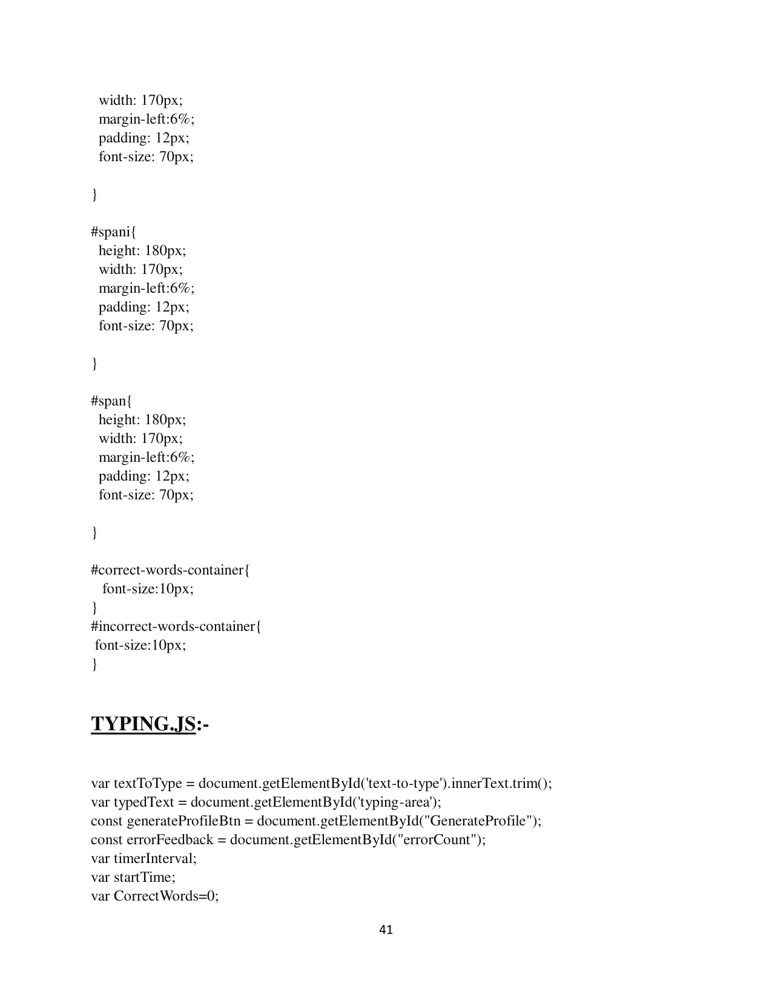 width: 170px;
margin-left:6%;
padding: 12px;
font-size: 70px;
}
#spani{
height: 180px;
width: 170px;
margin-left:6%;
padding: 12px;
font-size: 70px;
}
#span{
height: 180px;
width: 170px;
margin-left:6%;
padding: 12px;
font-size: 70px;
}
#correct-words-container{
font-size:10px;
}
#incorrect-words-container{
font-size:10px;
}
TYPING.JS:-
var textToType = document.getElementById('text-to-type').innerText.trim();
var typedText = document.getElementById('typing-area');
const generateProfileBtn = document.getElementById("GenerateProfile");
const errorFeedback = document.getElementById("errorCount");
var timerInterval;
var startTime;
var CorrectWords=0;
41